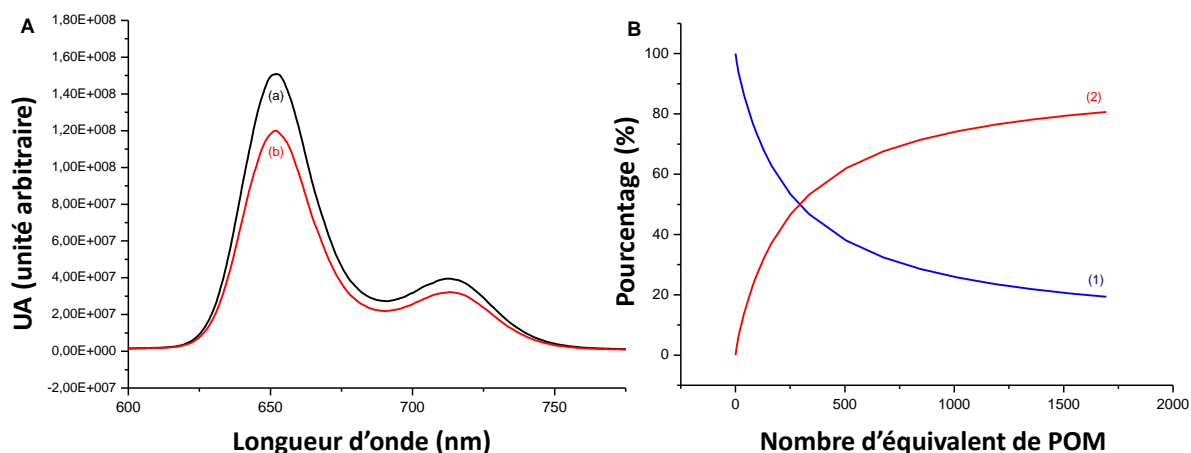 A
1,80E+008
1,60E+008
1,40E+008
1,20E+008
1,00E+008
8,00E+007
6,00E+007
4,00E+007
2,00E+007
0,00E+000
-2,00E+007
UA (unité arbitraire)
(a)
(b)
600
650
700
750
Longueur d'onde (nm)
B
100
80
60
40
20
0
Pourcentage (%)
(2)
(1)
0
500
1000
1500
2000
Nombre d'équivalent de POM